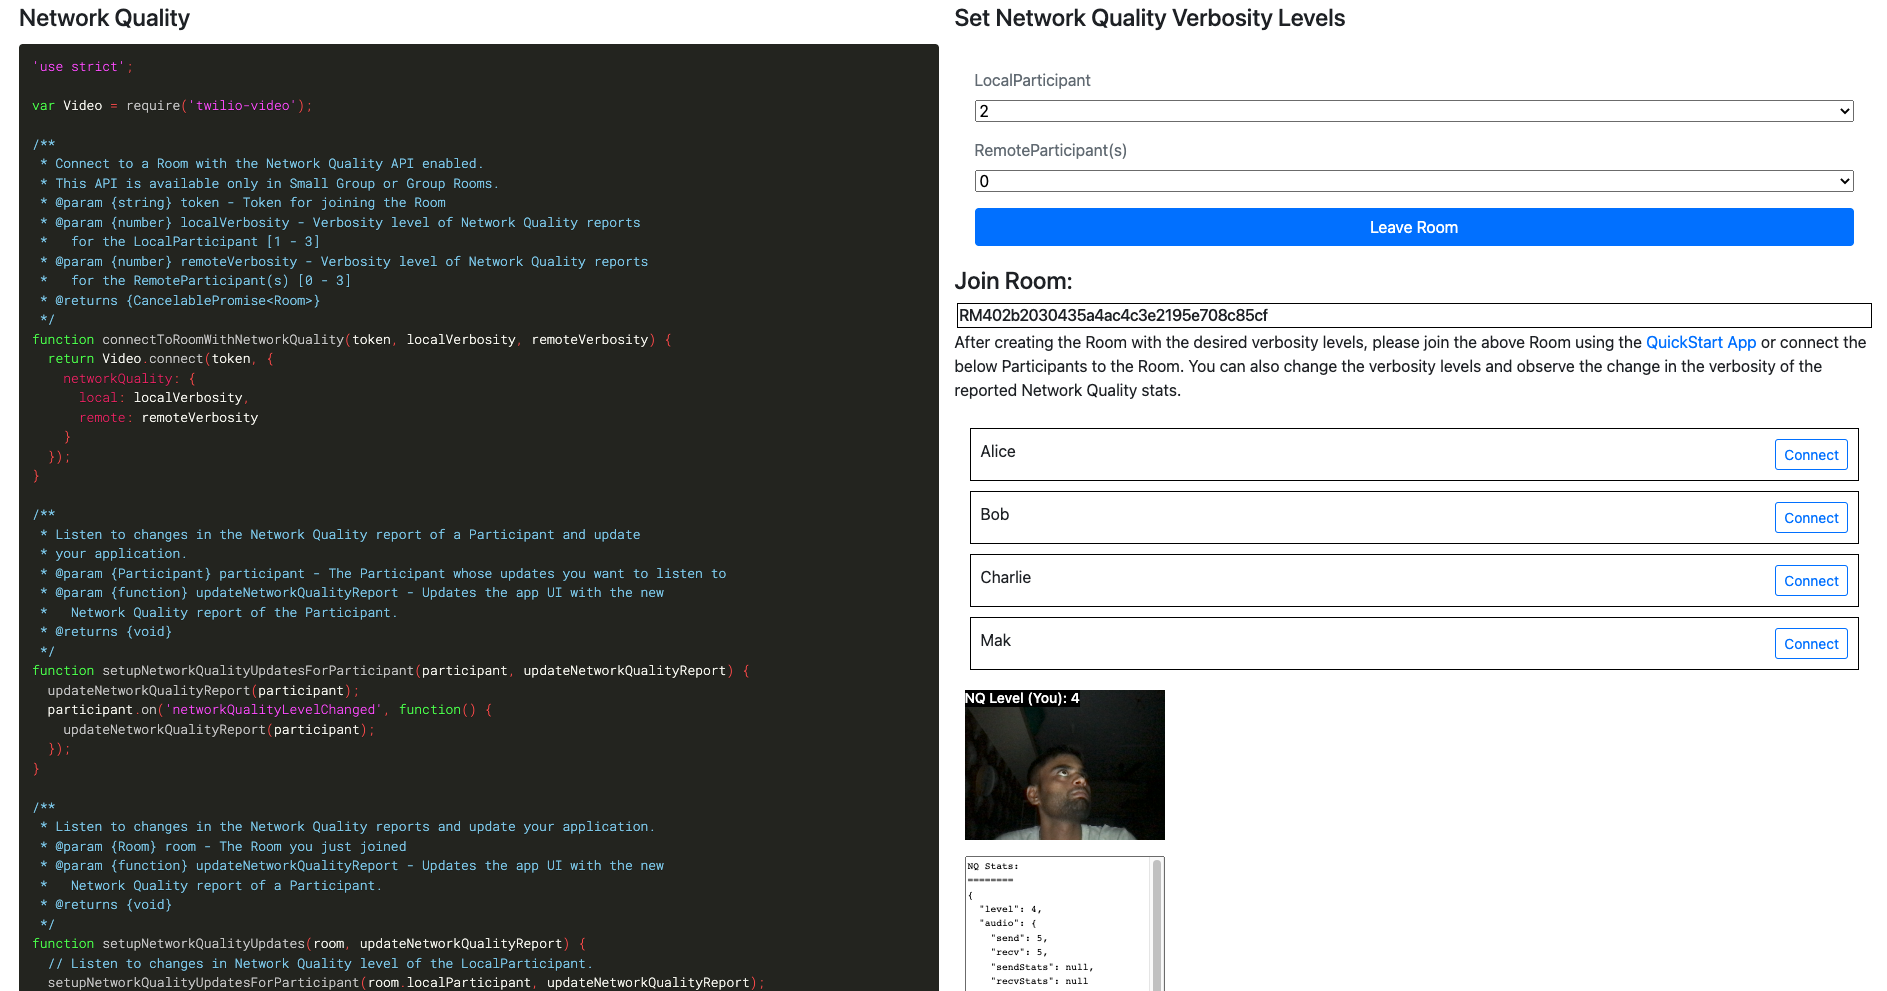 Network Quality
'use strict';
var Video = require('twilio-video');
/**
 * Connect to a Room with the Network Quality API enabled.
 * This API is available only in Small Group or Group Rooms.
 * @param {string} token - Token for joining the Room
 * @param {number} localVerbosity - Verbosity level of Network Quality reports
 *   for the LocalParticipant [1 - 3]
 * @param {number} remoteVerbosity - Verbosity level of Network Quality reports
 *   for the RemoteParticipant(s) [0 - 3]
 * @returns {CancelablePromise<Room>}
 */
function connectToRoomWithNetworkQuality(token, localVerbosity, remoteVerbosity) {
  return Video.connect(token, {
    networkQuality: {
      local: localVerbosity,
      remote: remoteVerbosity
    }
  });
}
/**
 * Listen to changes in the Network Quality report of a Participant and update
 * your application.
 * @param {Participant} participant - The Participant whose updates you want to listen to
 * @param {function} updateNetworkQualityReport - Updates the app UI with the new
 *   Network Quality report of the Participant.
 * @returns {void}
 */
function setupNetworkQualityUpdatesForParticipant(participant, updateNetworkQualityReport) {
  updateNetworkQualityReport(participant);
  participant.on('networkQualityLevelChanged', function() {
    updateNetworkQualityReport(participant);
  });
}
/**
 * Listen to changes in the Network Quality reports and update your application.
 * @param {Room} room - The Room you just joined
 * @param {function} updateNetworkQualityReport - Updates the app UI with the new
 *   Network Quality report of a Participant.
 * @returns {void}
 */
function setupNetworkQualityUpdates(room, updateNetworkQualityReport) {
  // Listen to changes in Network Quality level of the LocalParticipant.
  setupNetworkQualityUpdatesForParticipant(room.localParticipant, updateNetworkQualityReport);
Set Network Quality Verbosity Levels
LocalParticipant
2
RemoteParticipant(s)
0
Leave Room
Join Room:
RM402b2030435a4ac4c3e2195e708c85cf
After creating the Room with the desired verbosity levels, please join the above Room using the QuickStart App or connect the
below Participants to the Room. You can also change the verbosity levels and observe the change in the verbosity of the
reported Network Quality stats.
Alice
Connect
Bob
Connect
Charlie
Connect
Mak
Connect
NQ Level (You): 4
NQ Stats:
========
{
  "level": 4,
  "audio": {
    "send": 5,
    "recv": 5,
    "sendStats": null,
    "recvStats": null